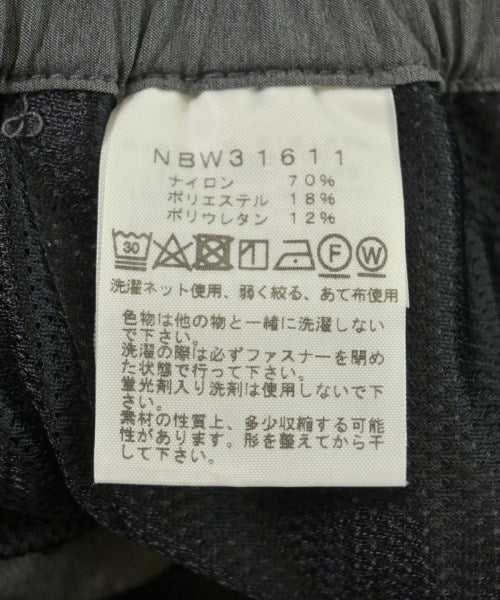 NBW31611
ナイロン 70%
ポリエステル 18%
ポリウレタン 12%
30 F W
洗濯ネット使用、弱く絞る、あて布使用
色物は他の物と一緒に洗濯しない
で下さい。
洗濯の際は必ずファスナーを閉め
た状態で行って下さい。
蛍光剤入り洗剤は使用しないで下
さい。
素材の性質上、多少収縮する可能
性があります。形を整えてから干
して下さい。